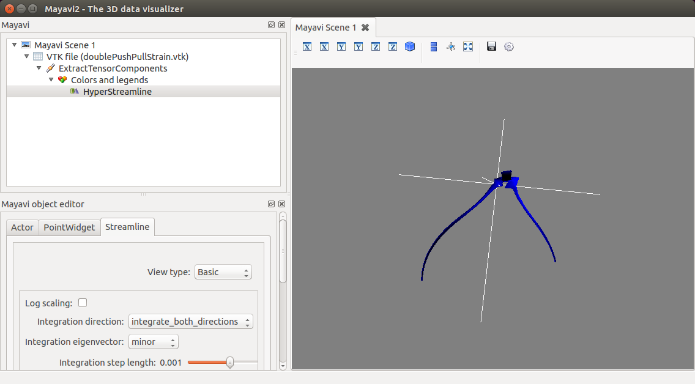 Mayavi2 - The 3D data visualizer
Mayavi
Mayavi Scene 1
VTK file (doublePushPullStrain.vtk)
ExtractTensorComponents
Colors and legends
HyperStreamline
Mayavi object editor
Actor PointWidget Streamline
View type: Basic
Log scaling:
Integration direction: integrate_both_directions
Integration eigenvector: minor
Integration step length: 0.001
Mayavi Scene 1
X X Y Y Z Z